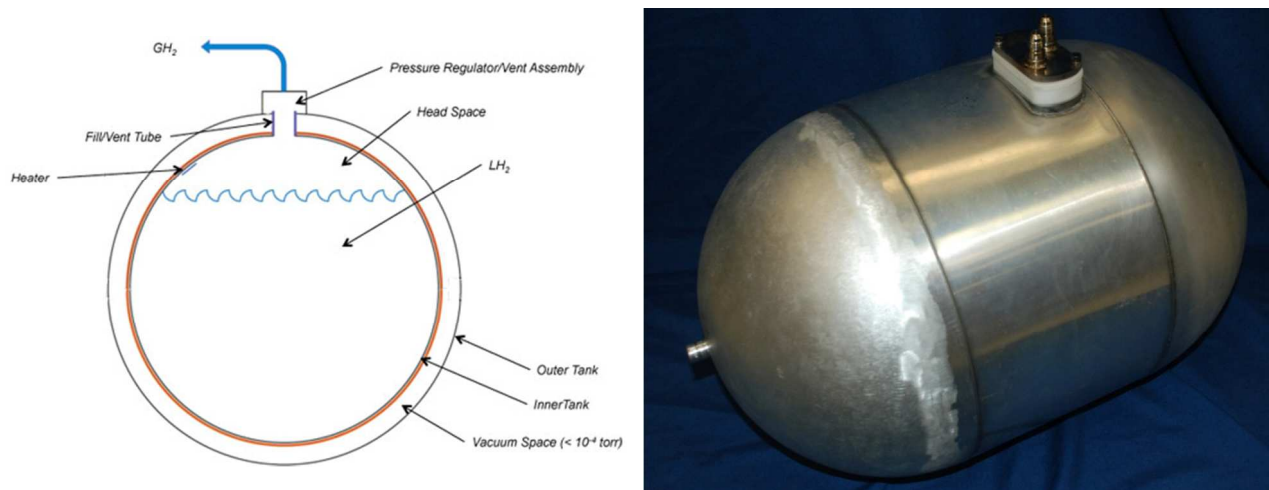 GH2
Pressure Regulator/Vent Assembly
Head Space
Fill/Vent Tube
LH2
Heater
Outer Tank
InnerTank
Vacuum Space (< 10-4 torr)